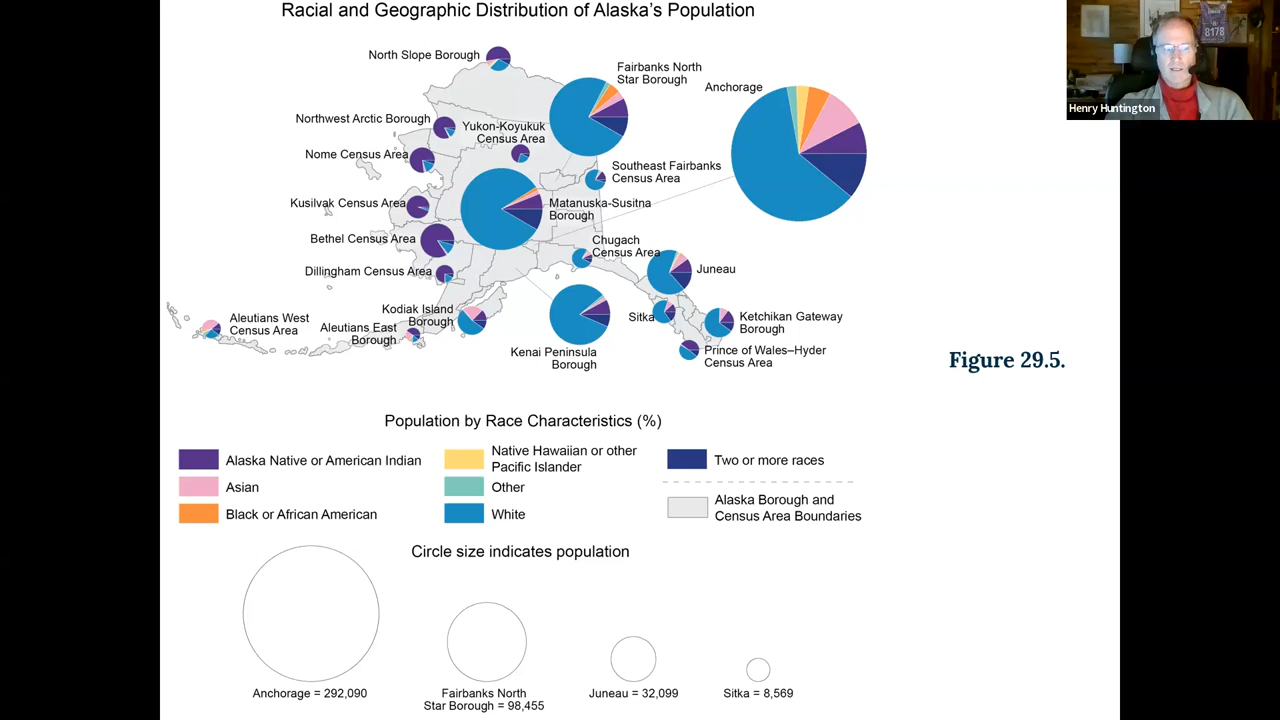 Racial and Geographic Distribution of Alaska's Population
8178
Henry Huntington
North Slope Borough
Fairbanks North
Star Borough
Anchorage
Northwest Arctic Borough
Yukon-Koyukuk
Census Area
Nome Census Area
Southeast Fairbanks
Census Area
Kusilvak Census Area
Matanuska-Susitna
Borough
Bethel Census Area
Chugach
Census Area
Dillingham Census Area
Juneau
Aleutians West
Census Area
Aleutians East
Borough
Kodiak Island
Borough
Sitka
Ketchikan Gateway
Borough
Kenai Peninsula
Borough
Prince of Wales–Hyder
Census Area
Figure 29.5.
Population by Race Characteristics (%)
Alaska Native or American Indian
Asian
Black or African American
Native Hawaiian or other
Pacific Islander
Other
White
Two or more races
Alaska Borough and
Census Area Boundaries
Circle size indicates population
Anchorage = 292,090
Fairbanks North
Star Borough = 98,455
Juneau = 32,099
Sitka = 8,569